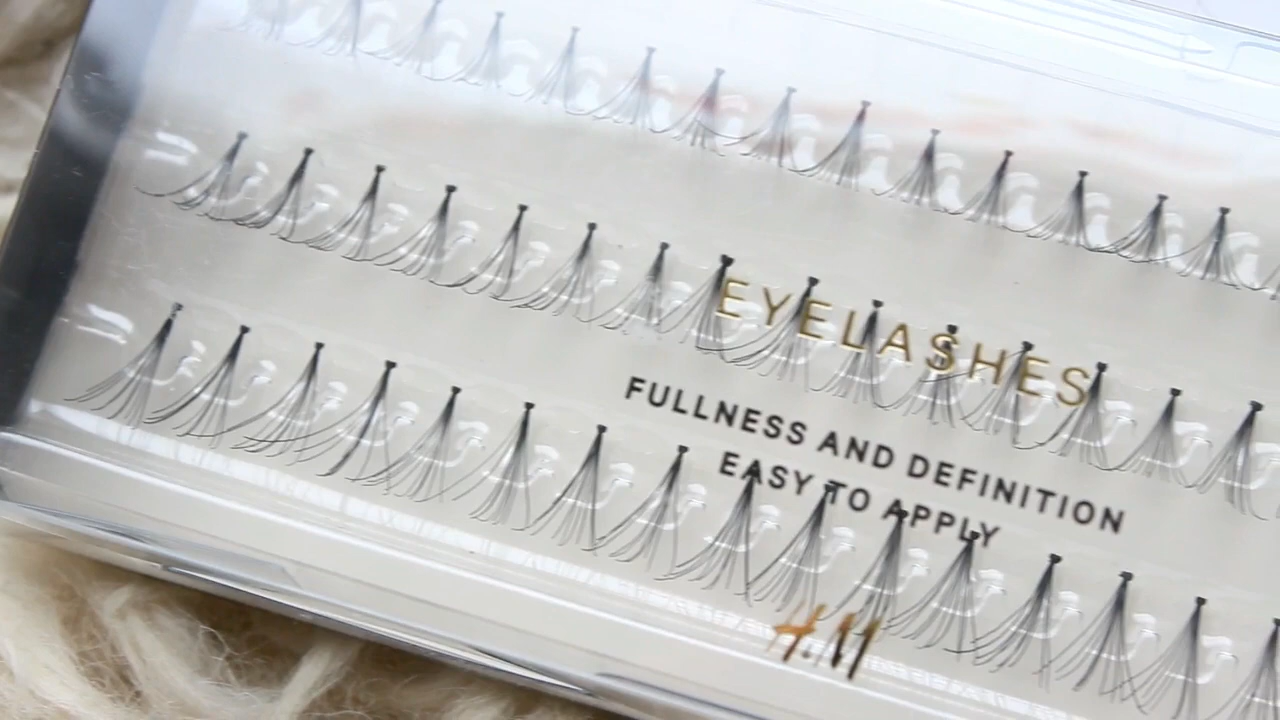 EYELASHES
FULLNESS AND DEFINITION
EASY TO APPLY
H&M